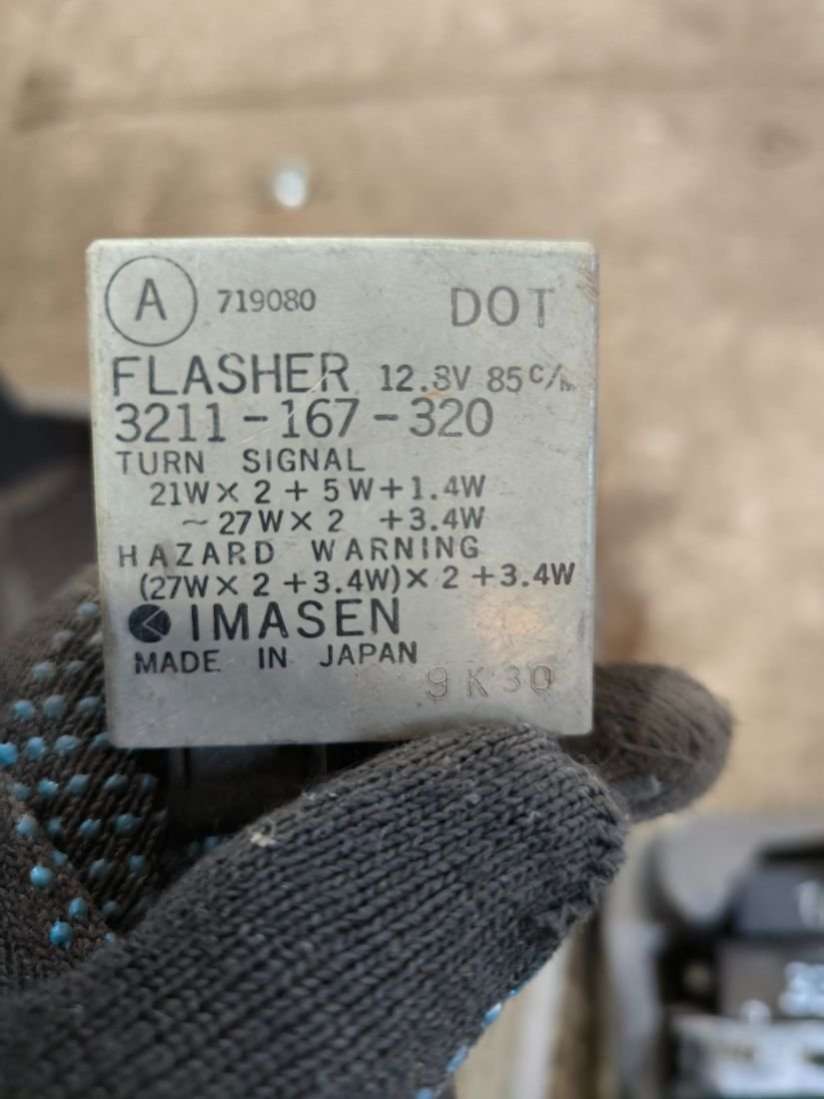 A 719080 DOT
FLASHER 12.8V 85C/M
3211-167-320
TURN SIGNAL
21W×2+5W+1.4W
~27W×2 +3.4W
HAZARD WARNING
(27W×2+3.4W)×2+3.4W
IMASEN
MADE IN JAPAN
9K30